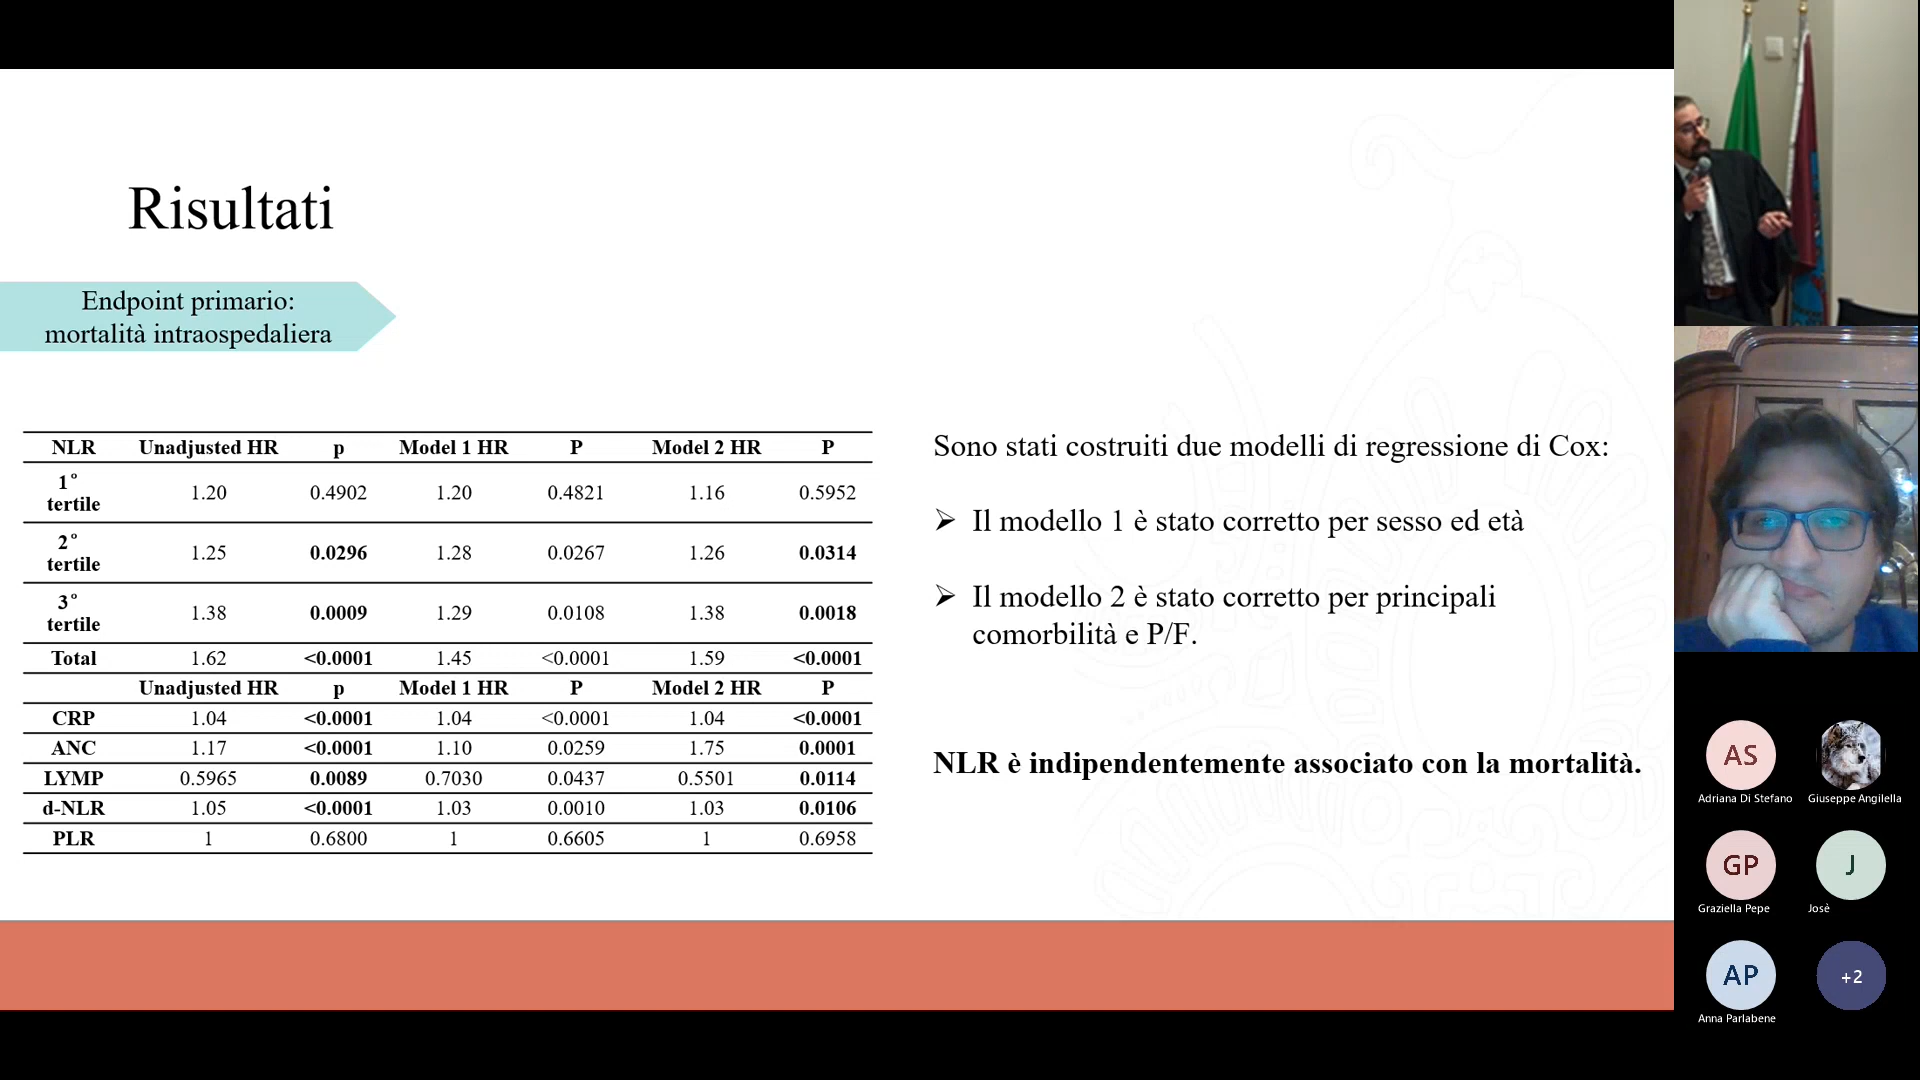 Risultati
Endpoint primario:
mortalità intraospedaliera
NLR Unadjusted HR p Model 1 HR P Model 2 HR P
1°
tertile 1.20 0.4902 1.20 0.4821 1.16 0.5952
2°
tertile 1.25 0.0296 1.28 0.0267 1.26 0.0314
3°
tertile 1.38 0.0009 1.29 0.0108 1.38 0.0018
Total 1.62 <0.0001 1.45 <0.0001 1.59 <0.0001
Unadjusted HR p Model 1 HR P Model 2 HR P
CRP 1.04 <0.0001 1.04 <0.0001 1.04 <0.0001
ANC 1.17 <0.0001 1.10 0.0259 1.75 0.0001
LYMP 0.5965 0.0089 0.7030 0.0437 0.5501 0.0114
d-NLR 1.05 <0.0001 1.03 0.0010 1.03 0.0106
PLR 1 0.6800 1 0.6605 1 0.6958
Sono stati costruiti due modelli di regressione di Cox:
➢ Il modello 1 è stato corretto per sesso ed età
➢ Il modello 2 è stato corretto per principali
comorbilità e P/F.
NLR è indipendentemente associato con la mortalità.
AS
Adriana Di Stefano Giuseppe Angilella
GP J
Graziella Pepe Josè
AP +2
Anna Parlabene